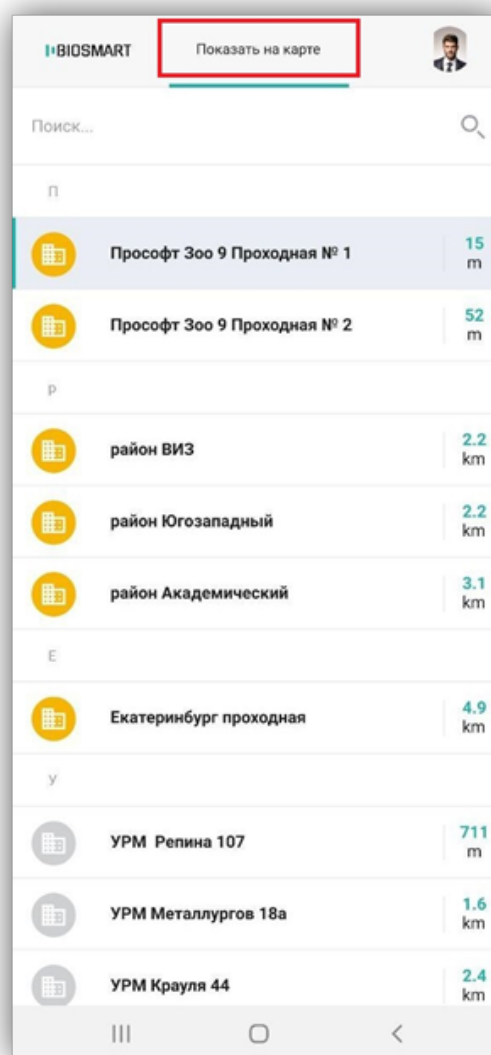 BIOSMART
Показать на карте
Поиск...
П
Прософт Зоо 9 Проходная № 1
15
m
Прософт Зоо 9 Проходная № 2
52
m
Р
район ВИЗ
2.2
km
район Югозападный
2.2
km
район Академический
3.1
km
Е
Екатеринбург проходная
4.9
km
У
УРМ Репина 107
711
m
УРМ Металлургов 18а
1.6
km
УРМ Крауля 44
2.4
km